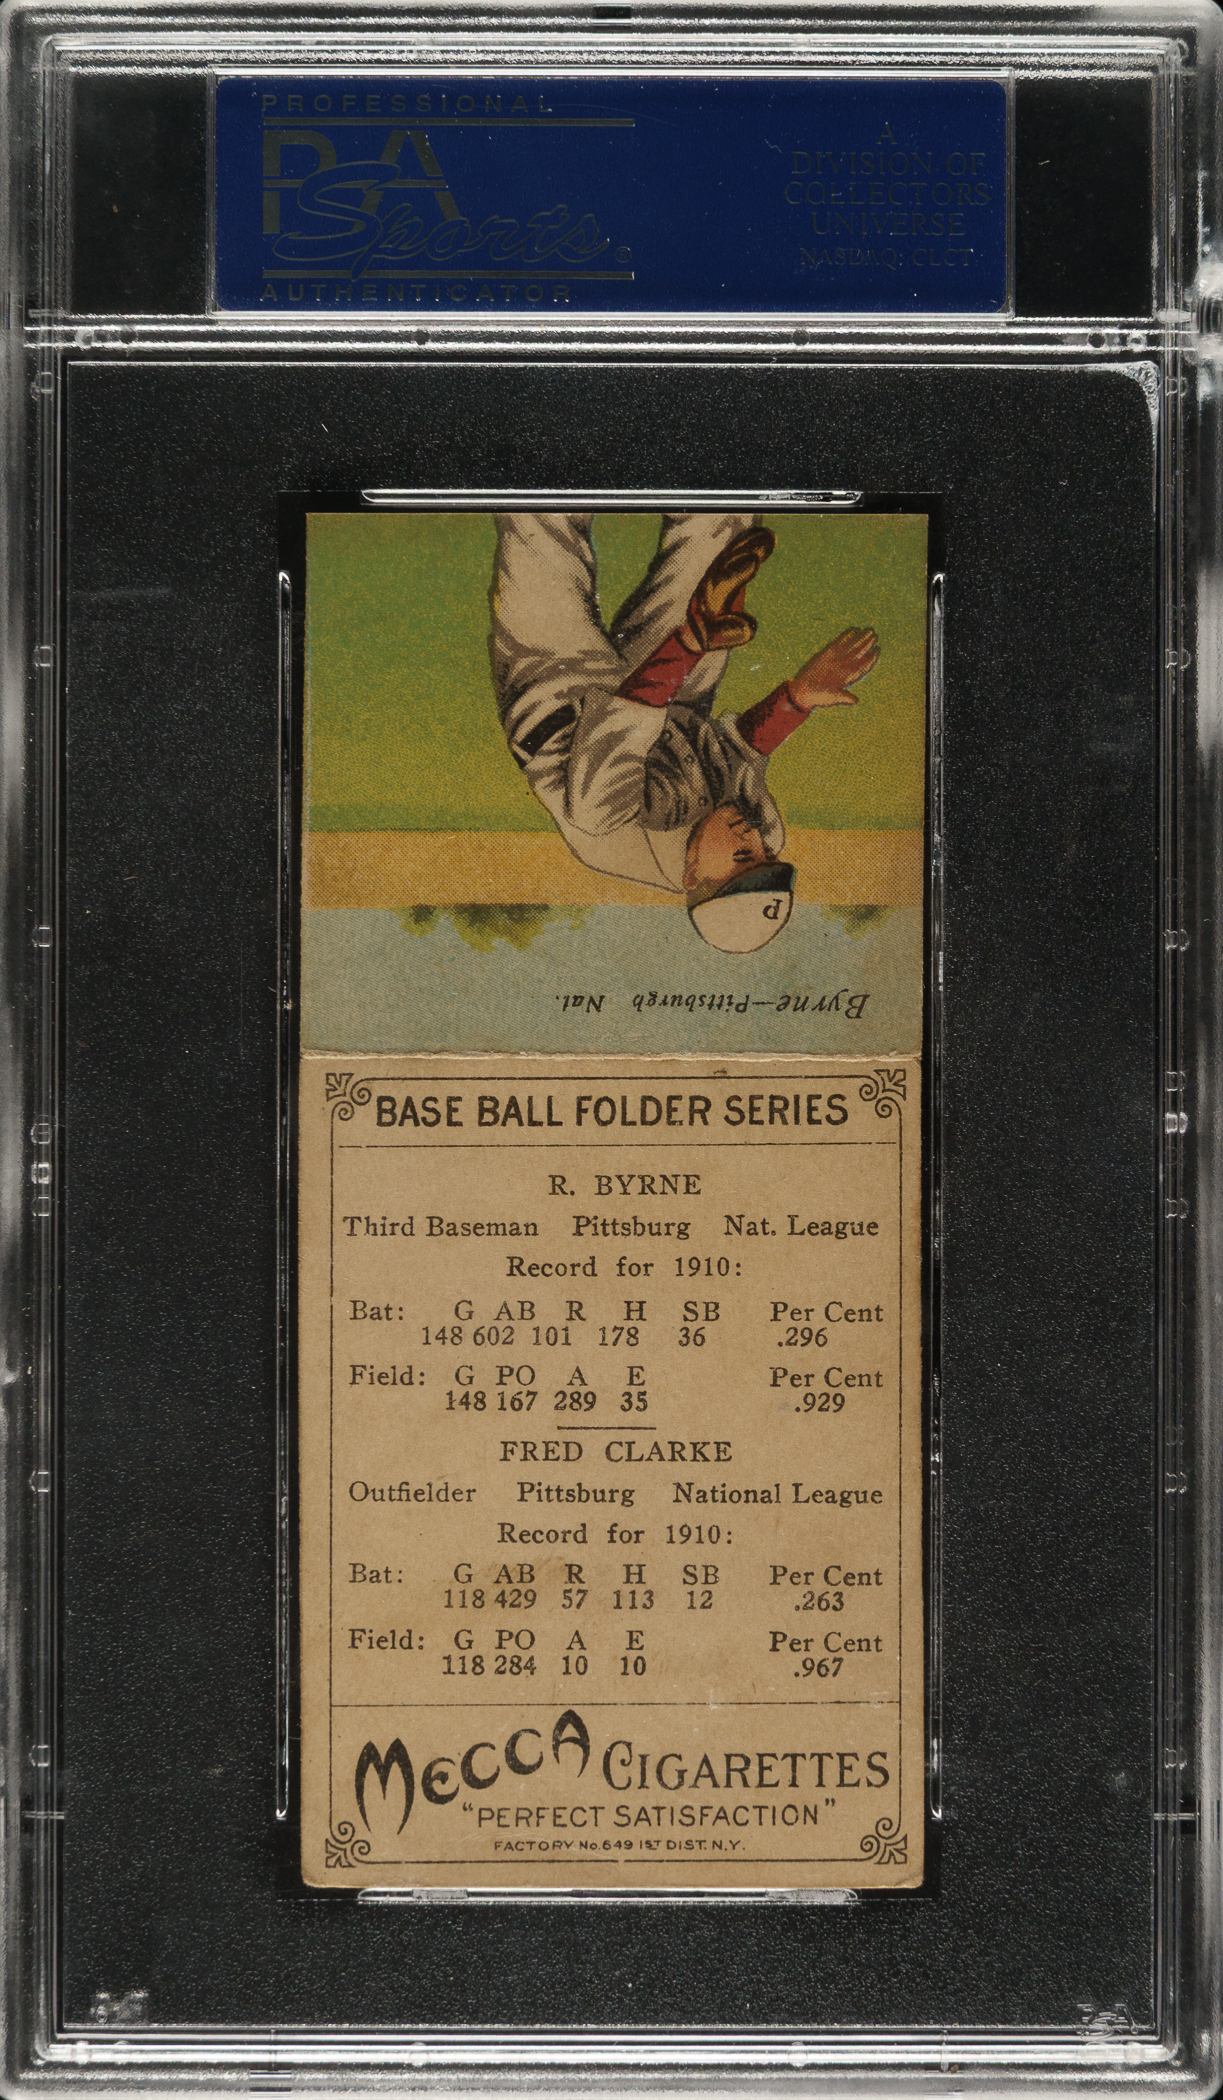 PROFESSIONAL
PSA
Sports®
AUTHENTICATOR
A
DIVISION OF
COLLECTORS
UNIVERSE
NASDAQ: CLCT
P
Byrne—Pittsburgh Nat.
BASE BALL FOLDER SERIES
R. BYRNE
Third Baseman Pittsburg Nat. League
Record for 1910:
Bat: G AB R H SB Per Cent
148 602 101 178 36 .296
Field: G PO A E Per Cent
148 167 289 35 .929
FRED CLARKE
Outfielder Pittsburg National League
Record for 1910:
Bat: G AB R H SB Per Cent
118 429 57 113 12 .263
Field: G PO A E Per Cent
118 284 10 10 .967
MECCA CIGARETTES
"PERFECT SATISFACTION"
FACTORY No. 649 1ST DIST. N.Y.
PSA